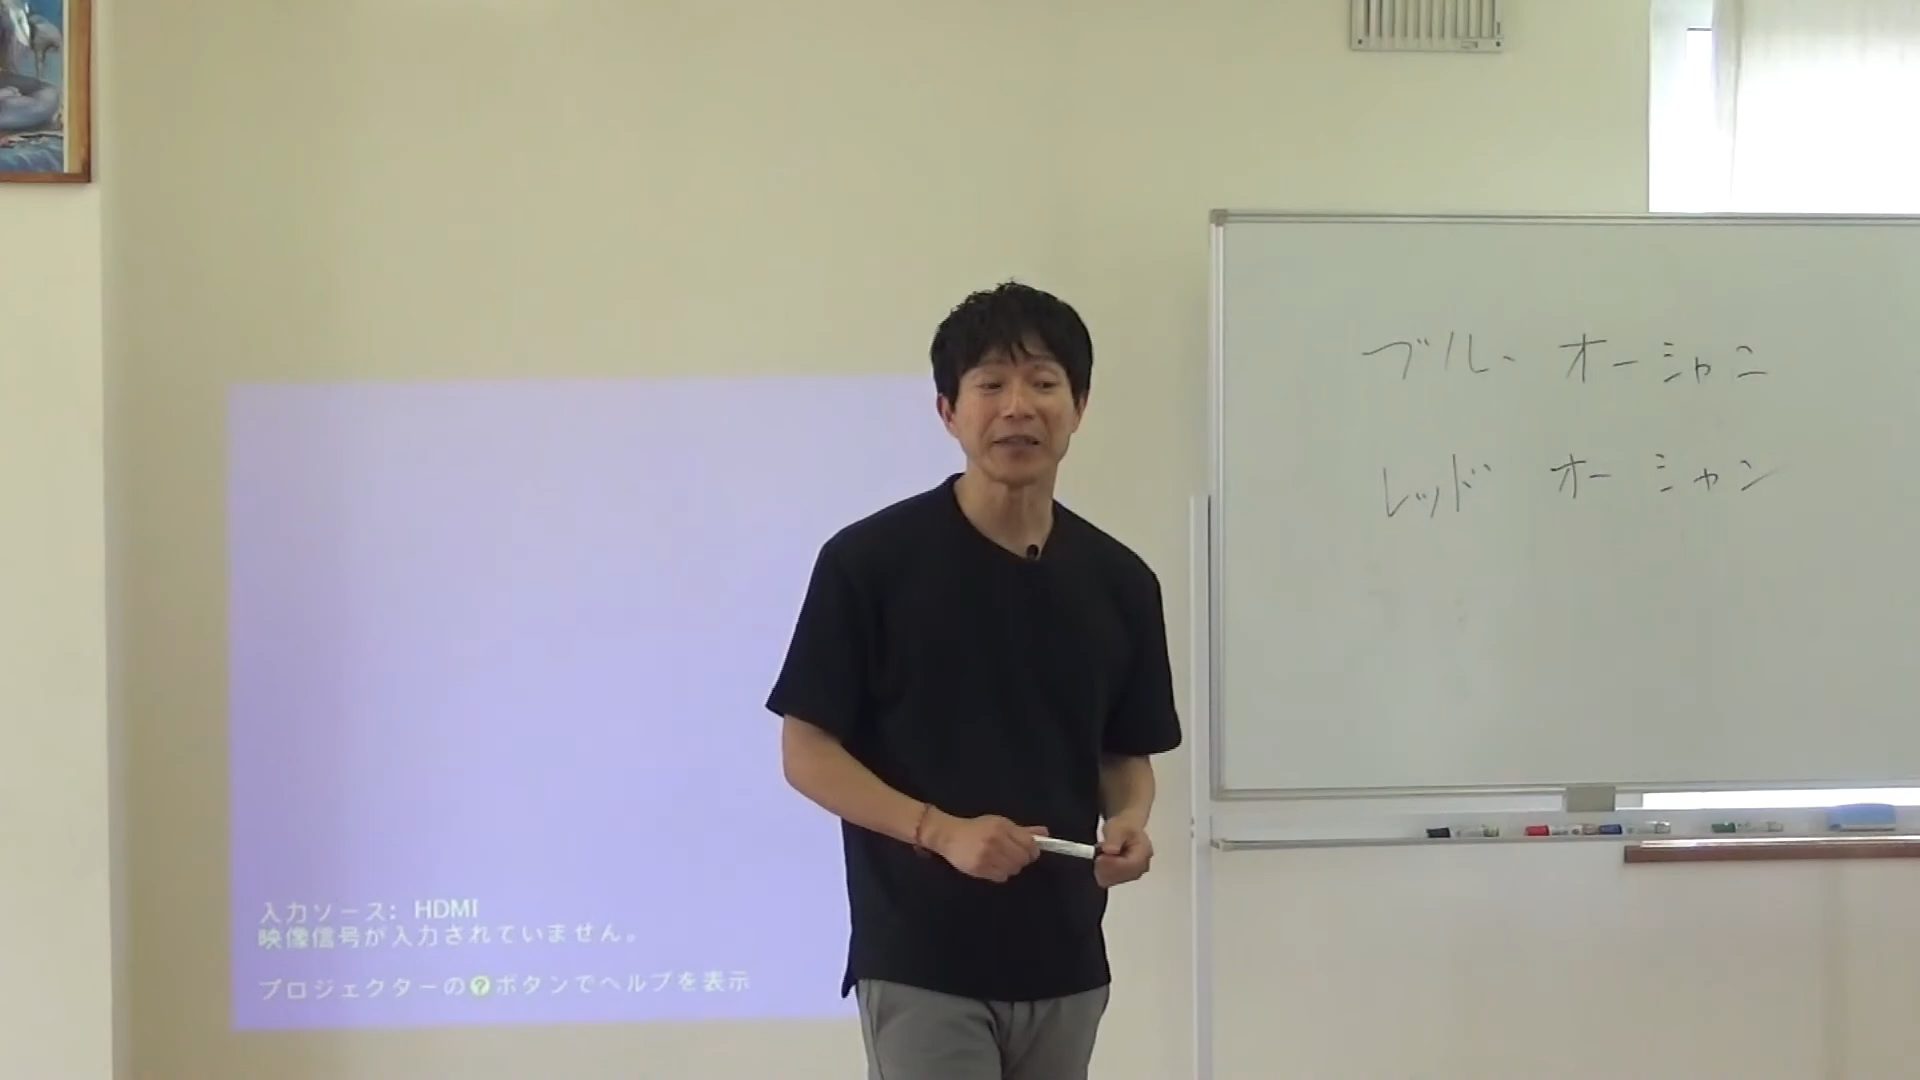 ブルーオーシャン
レッド オーシャン
入力ソース: HDMI
映像信号が入力されていません。
プロジェクターの?ボタンでヘルプを表示